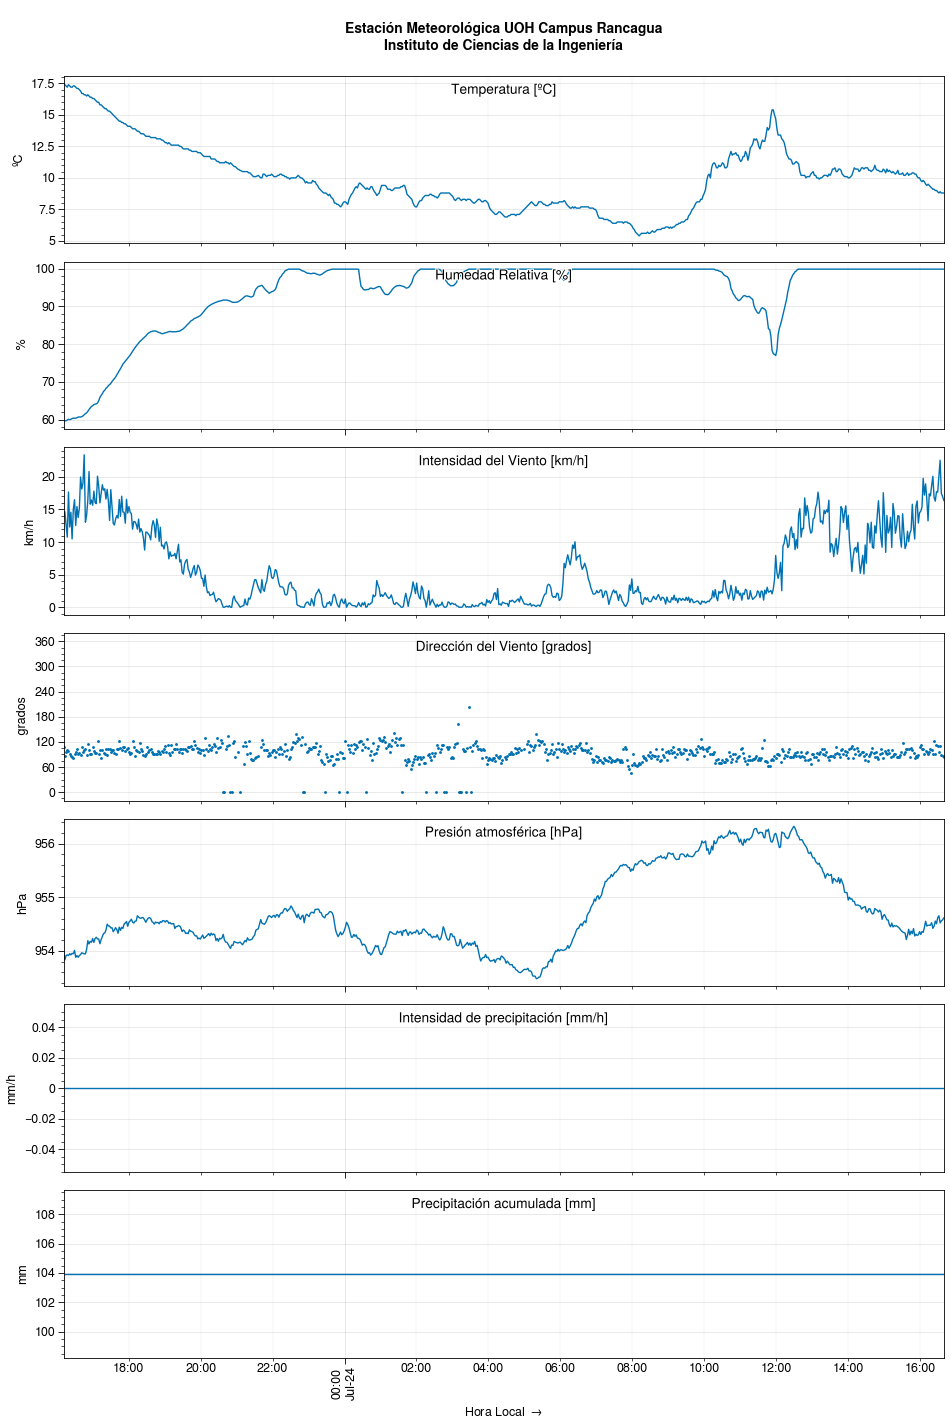 Estación Meteorológica UOH Campus Rancagua
Instituto de Ciencias de la Ingeniería
Temperatura [ºC]
17.5
15
12.5
10
7.5
5
ºC
Humedad Relativa [%]
100
90
80
70
60
%
Intensidad del Viento [km/h]
20
15
10
5
0
km/h
Dirección del Viento [grados]
360
300
240
180
120
60
0
grados
Presión atmosférica [hPa]
956
955
954
hPa
Intensidad de precipitación [mm/h]
0.04
0.02
0
−0.02
−0.04
mm/h
Precipitación acumulada [mm]
108
106
104
102
100
mm
18:00 20:00 22:00 00:00 02:00 04:00 06:00 08:00 10:00 12:00 14:00 16:00
Jul-24
Hora Local →